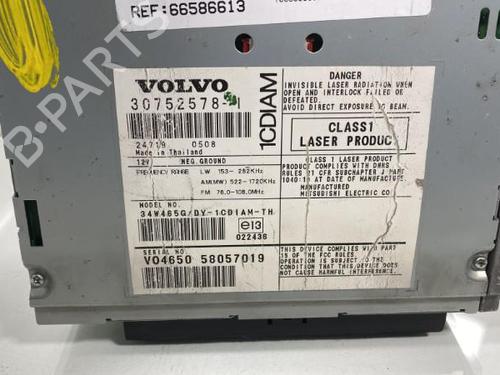 REF:66586613
VOLVO
30752578-1
24719 0508
Made in Thailand
12V NEG.GROUND
FREQUENCY RANGE LW 153- 282KHz
AM(MW) 522-1720KHz
FM 76.0-108.0MHz
MODEL NO.
34W465G/DY-1CDIAM-TH
e13
022436
SERIAL NO
VO4650 58057019
1CDIAM
DANGER
INVISIBLE LASER RADIATION WHEN
OPEN AND INTERLOCK FAILED OR
DEFEATED.
AVOID DIRECT EXPOSURE TO BEAM.
CLASS1
LASER PRODUC
CLASS 1 LASER PRODUCT
PRODUCT COMPLIES WITH DHHS
RULES 21 CFR SUBCHAPTER J PART
1040.10 AT DATE OF MANUFACTURE.
MANUFACTURED
MITSUBISHI ELECTRIC CO
THIS DEVICE COMPLIES WITH PART
15 OF THE FCC RULES.
OPERATION IS SUBJECT TO THE
THIS DEVICE DOES
NOT CAUSE HARMFUL INTERFERENCE.
B-PARTS